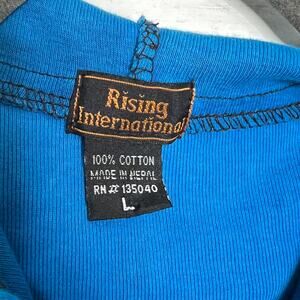 Rising
International
100% COTTON
MADE IN NEPAL
RN # 135040
L